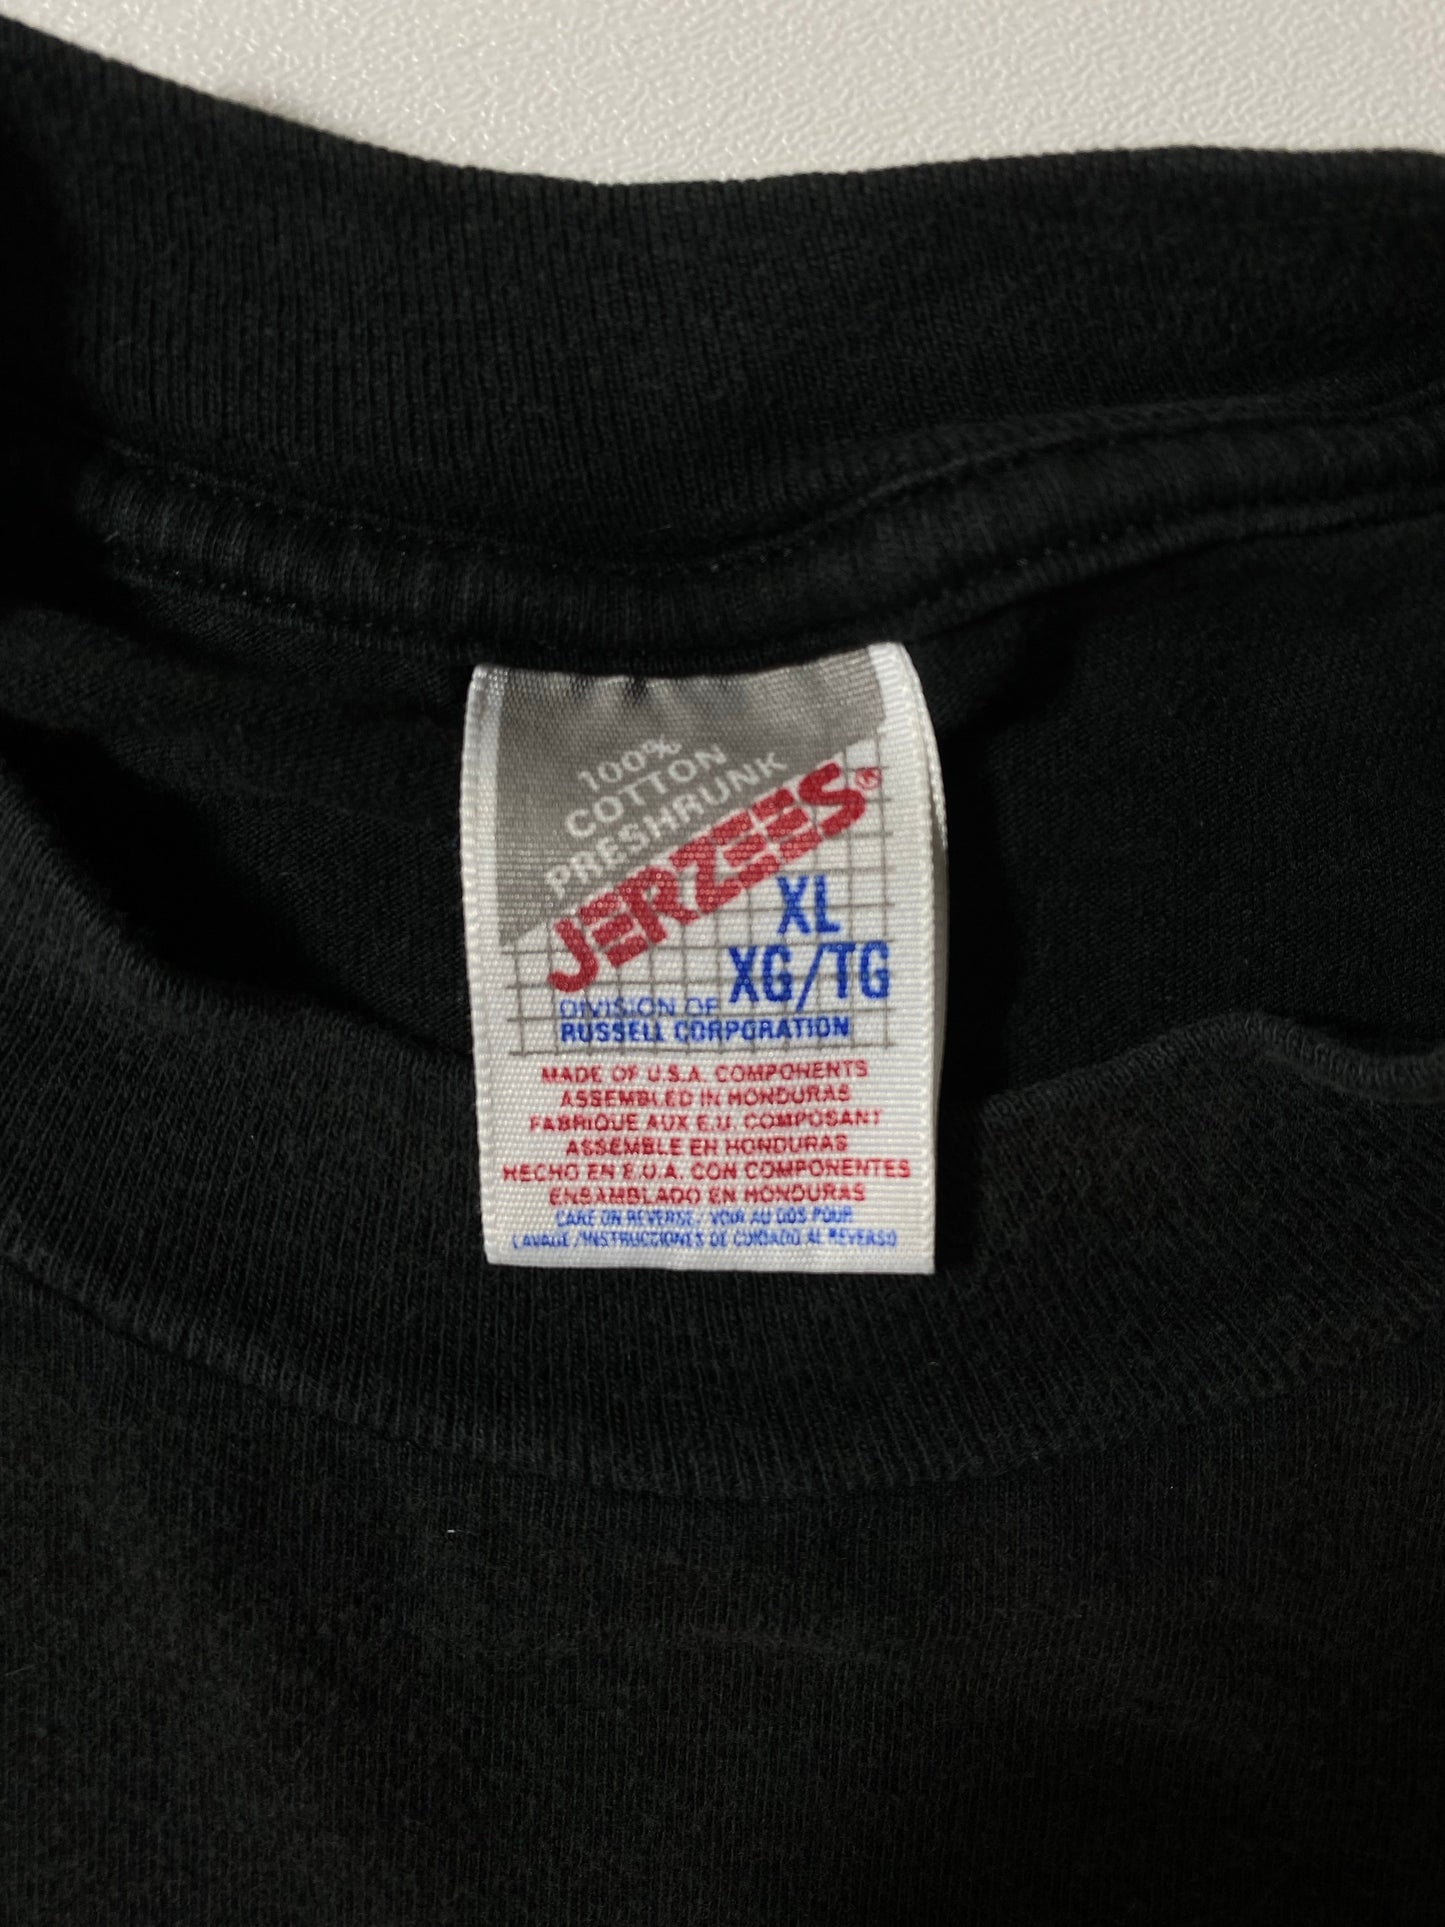 100%
COTTON
PRESHRUNK
JERZEES®
XL
XG/TG
DIVISION OF
RUSSELL CORPORATION
MADE OF U.S.A. COMPONENTS
ASSEMBLED IN HONDURAS
FABRIQUE AUX E.U. COMPOSANT
ASSEMBLE EN HONDURAS
HECHO EN E.U.A. CON COMPONENTES
ENSAMBLADO EN HONDURAS
CARE ON REVERSE/ VOIR AU DOS POUR
LAVAGE/INSTRUCCIONES DE CUIDADO AL REVERSO